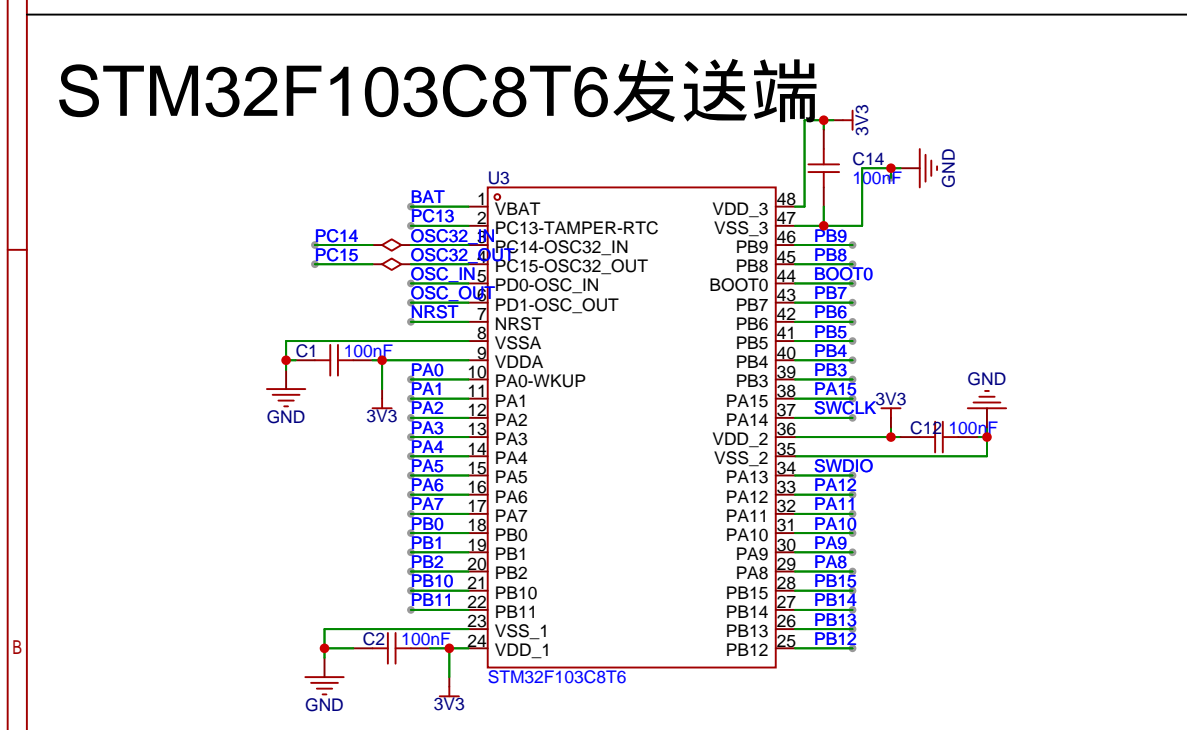 STM32F103C8T6发送端
3V3
C14
100nF
GND
U3
BAT 1 VBAT
PC13 2 PC13-TAMPER-RTC
PC14 OSC32_IN 3 PC14-OSC32_IN
PC15 OSC32_OUT 4 PC15-OSC32_OUT
OSC_IN 5 PD0-OSC_IN
OSC_OUT 6 PD1-OSC_OUT
NRST 7 NRST
8 VSSA
C1 100nF 9 VDDA
GND 3V3
PA0 10 PA0-WKUP
PA1 11 PA1
PA2 12 PA2
PA3 13 PA3
PA4 14 PA4
PA5 15 PA5
PA6 16 PA6
PA7 17 PA7
PB0 18 PB0
PB1 19 PB1
PB2 20 PB2
PB10 21 PB10
PB11 22 PB11
23 VSS_1
C2 100nF 24 VDD_1
GND 3V3
VDD_3 48
VSS_3 47
PB9 46 PB9
PB8 45 PB8
BOOT0 44 BOOT0
PB7 43 PB7
PB6 42 PB6
PB5 41 PB5
PB4 40 PB4
PB3 39 PB3
PA15 38 PA15
PA14 37 SWCLK
3V3 GND
VDD_2 36 C12 100nF
VSS_2 35
PA13 34 SWDIO
PA12 33 PA12
PA11 32 PA11
PA10 31 PA10
PA9 30 PA9
PA8 29 PA8
PB15 28 PB15
PB14 27 PB14
PB13 26 PB13
PB12 25 PB12
STM32F103C8T6
B